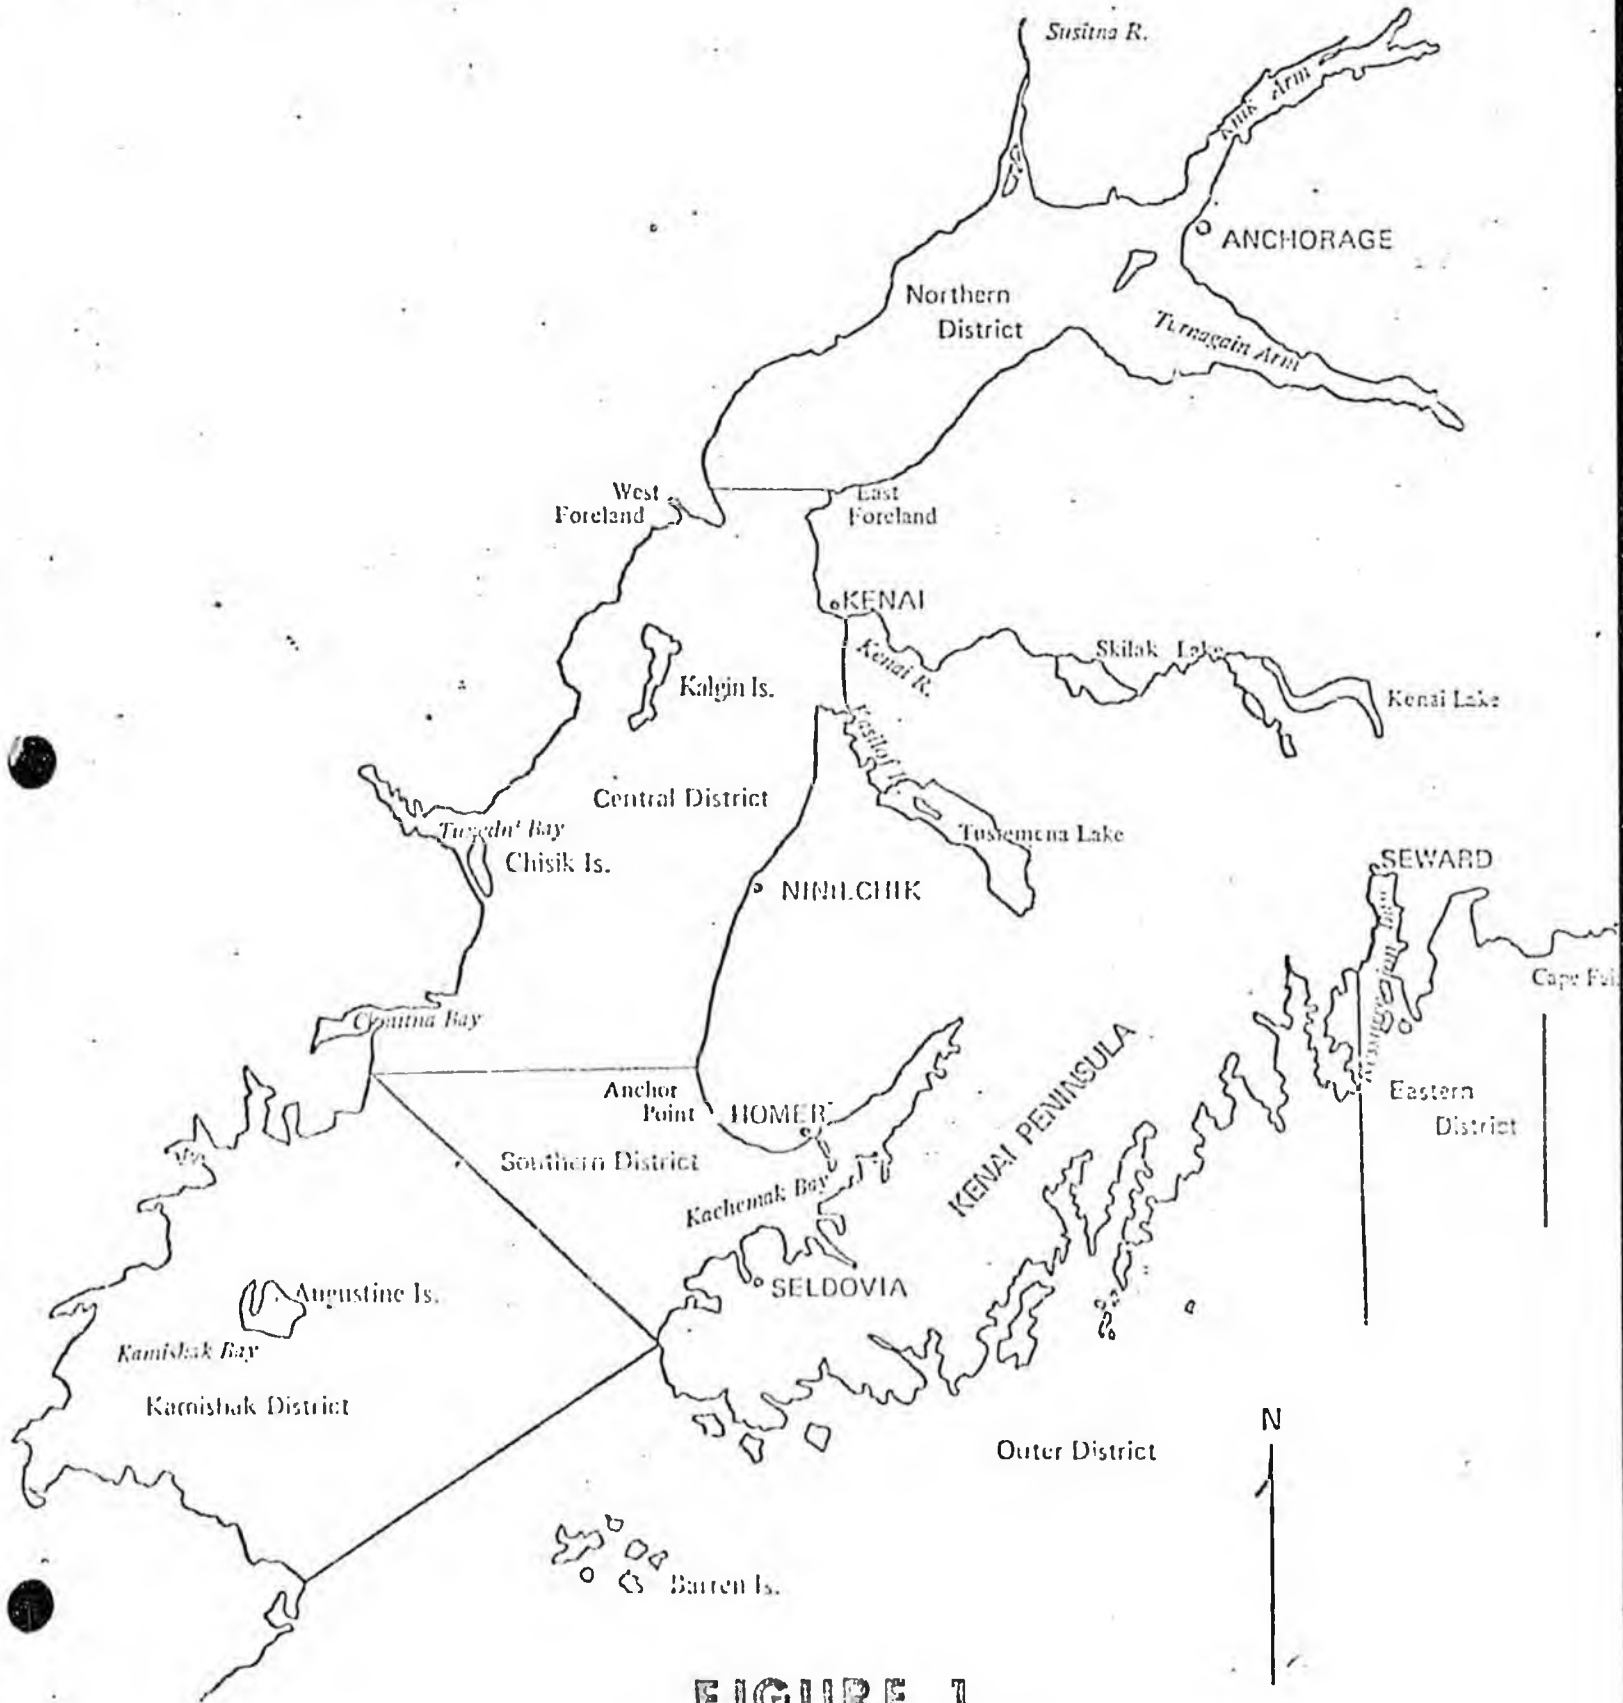 Susitna R.
Knik Arm
ANCHORAGE
Northern
District
Turnagain Arm
West
Foreland
East
Foreland
KENAI
Kenai R.
Skilak Lake
Kenai Lake
Kalgin Is.
Kasilof R.
Central District
Tustemena Lake
Bay
Chisik Is.
NINILCHIK
SEWARD
Cape
Bay
KENAI PENINSULA
Anchor
Point
HOMER
Eastern
District
Southern District
Kachemak Bay
Augustine Is.
SELDOVIA
Kamishak Bay
Kamishak District
N
Outer District
Barren Is.
FIGURE 1